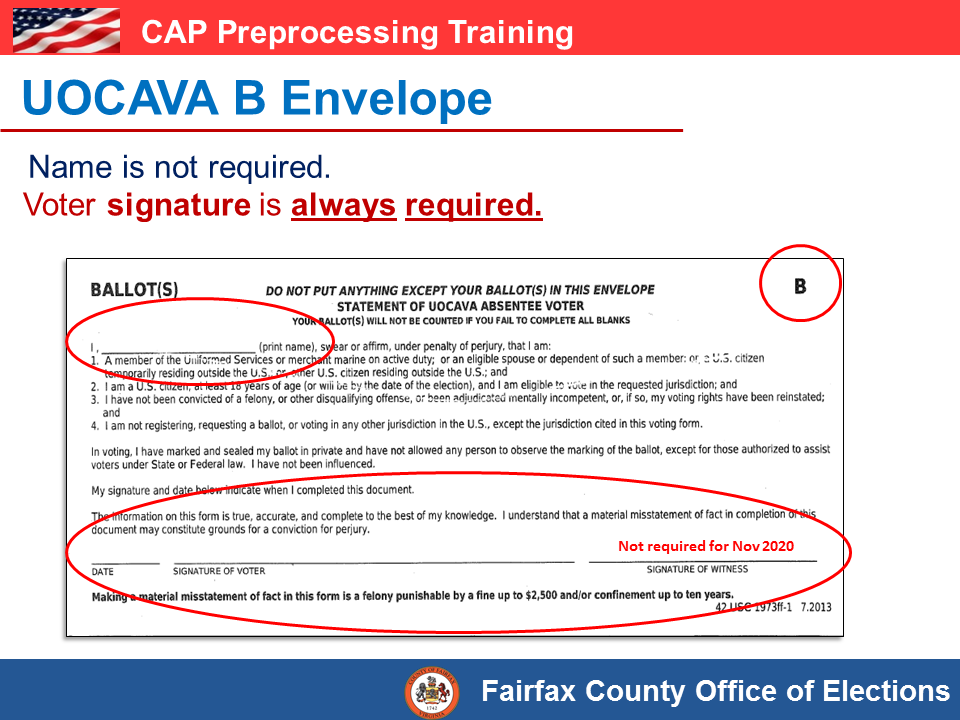 CAP Preprocessing Training
UOCAVA B Envelope
Name is not required.
Voter signature is always required.
BALLOT(S)
DO NOT PUT ANYTHING EXCEPT YOUR BALLOT(S) IN THIS ENVELOPE
B
STATEMENT OF UOCAVA ABSENTEE VOTER
YOUR BALLOT(S) WILL NOT BE COUNTED IF YOU FAIL TO COMPLETE ALL BLANKS
I, ____________________ (print name), swear or affirm, under penalty of perjury, that I am:
1. A member of the Uniformed Services or merchant marine on active duty; or an eligible spouse or dependent of such a member: or, a U.S. citizen
temporarily residing outside the U.S.; or, other U.S. citizen residing outside the U.S.; and
2. I am a U.S. citizen, at least 18 years of age (or will be by the date of the election), and I am eligible to vote in the requested jurisdiction; and
3. I have not been convicted of a felony, or other disqualifying offense, or been adjudicated mentally incompetent, or, if so, my voting rights have been reinstated;
and
4. I am not registering, requesting a ballot, or voting in any other jurisdiction in the U.S., except the jurisdiction cited in this voting form.
In voting, I have marked and sealed my ballot in private and have not allowed any person to observe the marking of the ballot, except for those authorized to assist
voters under State or Federal law. I have not been influenced.
My signature and date below indicate when I completed this document.
The information on this form is true, accurate, and complete to the best of my knowledge. I understand that a material misstatement of fact in completion of this
document may constitute grounds for a conviction for perjury.
Not required for Nov 2020
DATE SIGNATURE OF VOTER SIGNATURE OF WITNESS
Making a material misstatement of fact in this form is a felony punishable by a fine up to $2,500 and/or confinement up to ten years.
42 USC 1973ff-1 7.2013
Fairfax County Office of Elections